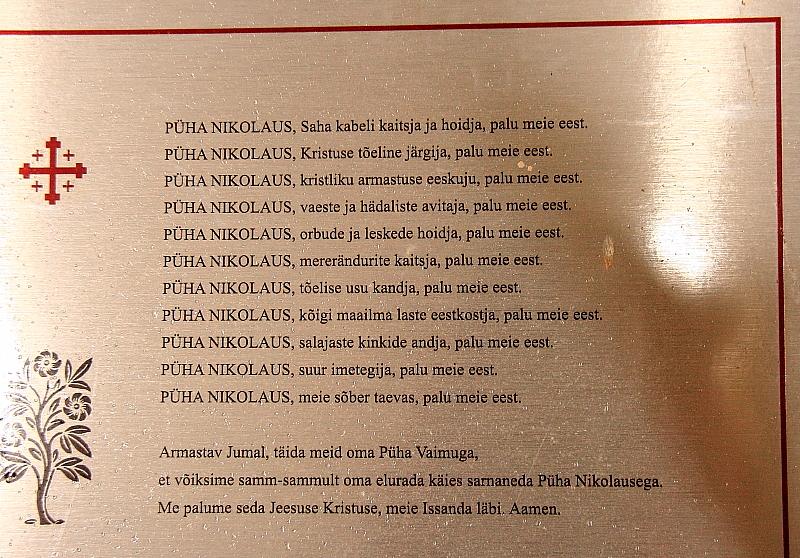 PÜHA NIKOLAUS, Saha kabeli kaitsja ja hoidja, palu meie eest.
PÜHA NIKOLAUS, Kristuse tõeline järgija, palu meie eest.
PÜHA NIKOLAUS, kristliku armastuse eeskuju, palu meie eest.
PÜHA NIKOLAUS, vaeste ja hädaliste avitaja, palu meie eest.
PÜHA NIKOLAUS, orbude ja leskede hoidja, palu meie eest.
PÜHA NIKOLAUS, mererändurite kaitsja, palu meie eest.
PÜHA NIKOLAUS, tõelise usu kandja, palu meie eest.
PÜHA NIKOLAUS, kõigi maailma laste eestkostja, palu meie eest.
PÜHA NIKOLAUS, salajaste kinkide andja, palu meie eest.
PÜHA NIKOLAUS, suur imetegija, palu meie eest.
PÜHA NIKOLAUS, meie sõber taevas, palu meie eest.
Armastav Jumal, täida meid oma Püha Vaimuga,
et võiksime samm-sammult oma elurada käies sarnaneda Püha Nikolausega.
Me palume seda Jeesuse Kristuse, meie Issanda läbi. Aamen.